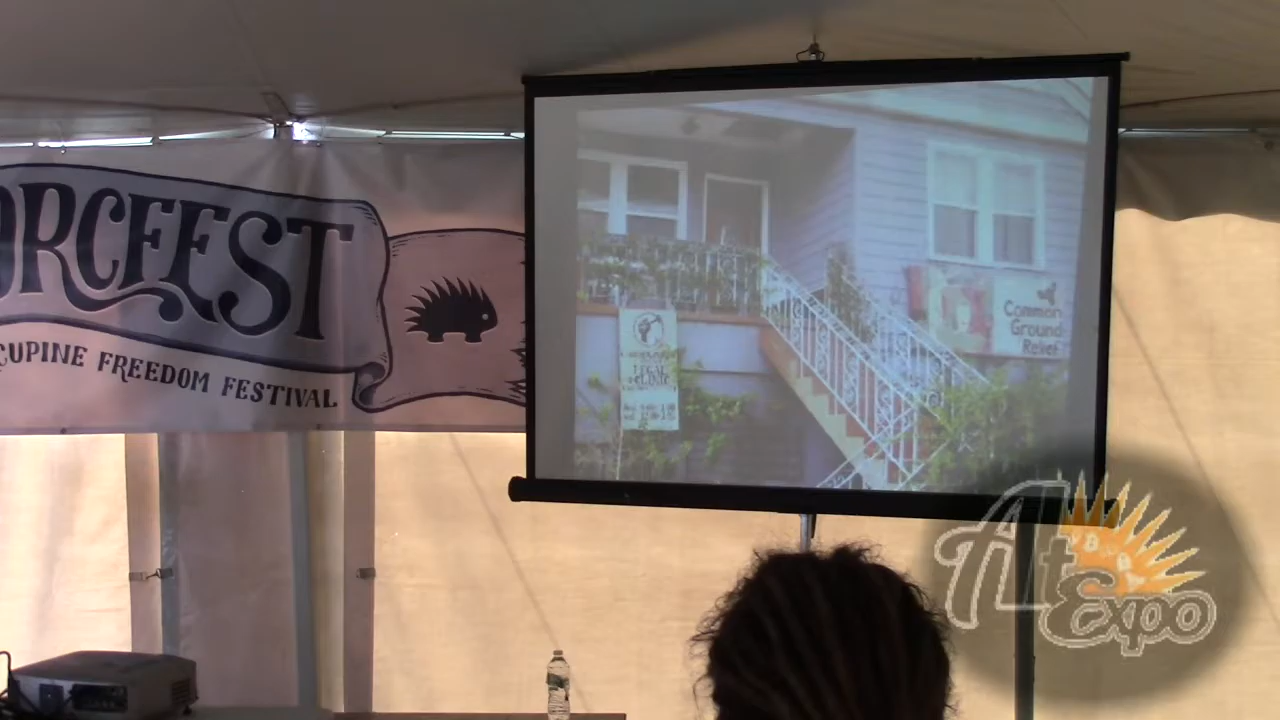 ORCFEST
CUPINE FREEDOM FESTIVAL
LEGAL
CLINIC
Common
Ground
Relief
Alt
Expo